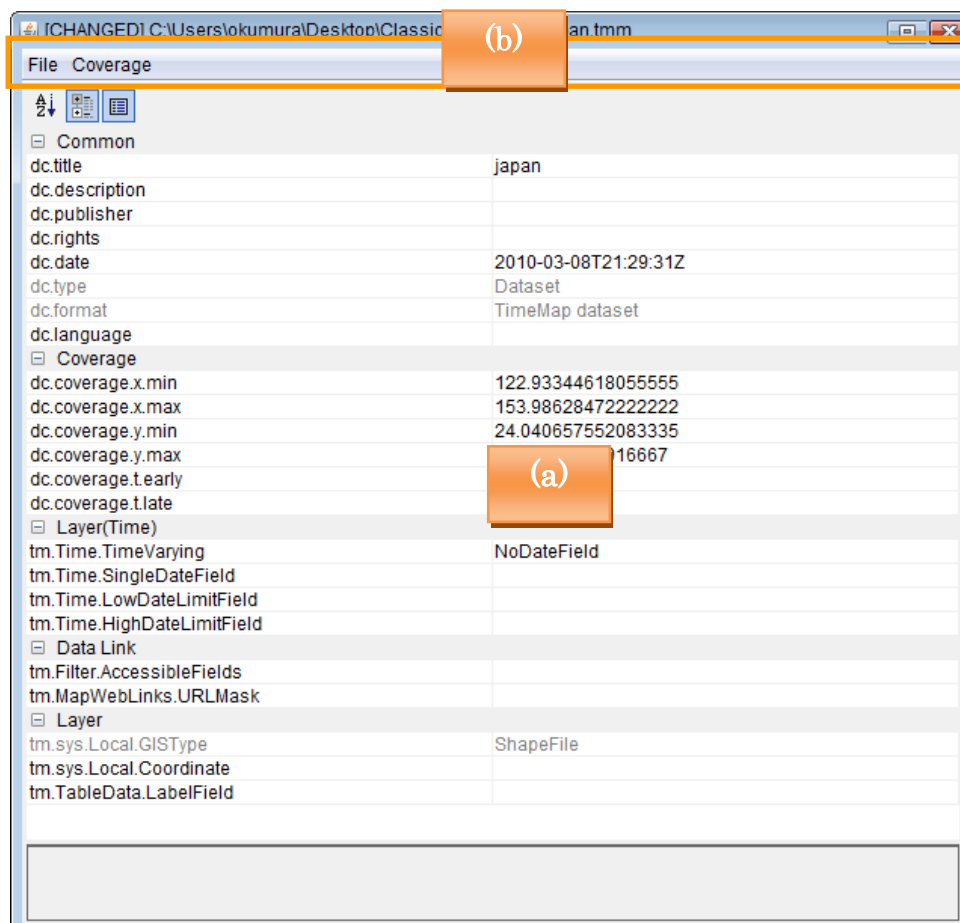 [CHANGED] C:\Users\okumura\Desktop\Classic an.tmm
(b)
File Coverage
Common
dc.title japan
dc.description
dc.publisher
dc.rights
dc.date 2010-03-08T21:29:31Z
dc.type Dataset
dc.format TimeMap dataset
dc.language
Coverage
dc.coverage.x.min 122.93344618055555
dc.coverage.x.max 153.98628472222222
dc.coverage.y.min 24.040657552083335
dc.coverage.y.max 916667
(a)
dc.coverage.t.early
dc.coverage.t.late
Layer(Time)
tm.Time.TimeVarying NoDateField
tm.Time.SingleDateField
tm.Time.LowDateLimitField
tm.Time.HighDateLimitField
Data Link
tm.Filter.AccessibleFields
tm.MapWebLinks.URLMask
Layer
tm.sys.Local.GISType ShapeFile
tm.sys.Local.Coordinate
tm.TableData.LabelField